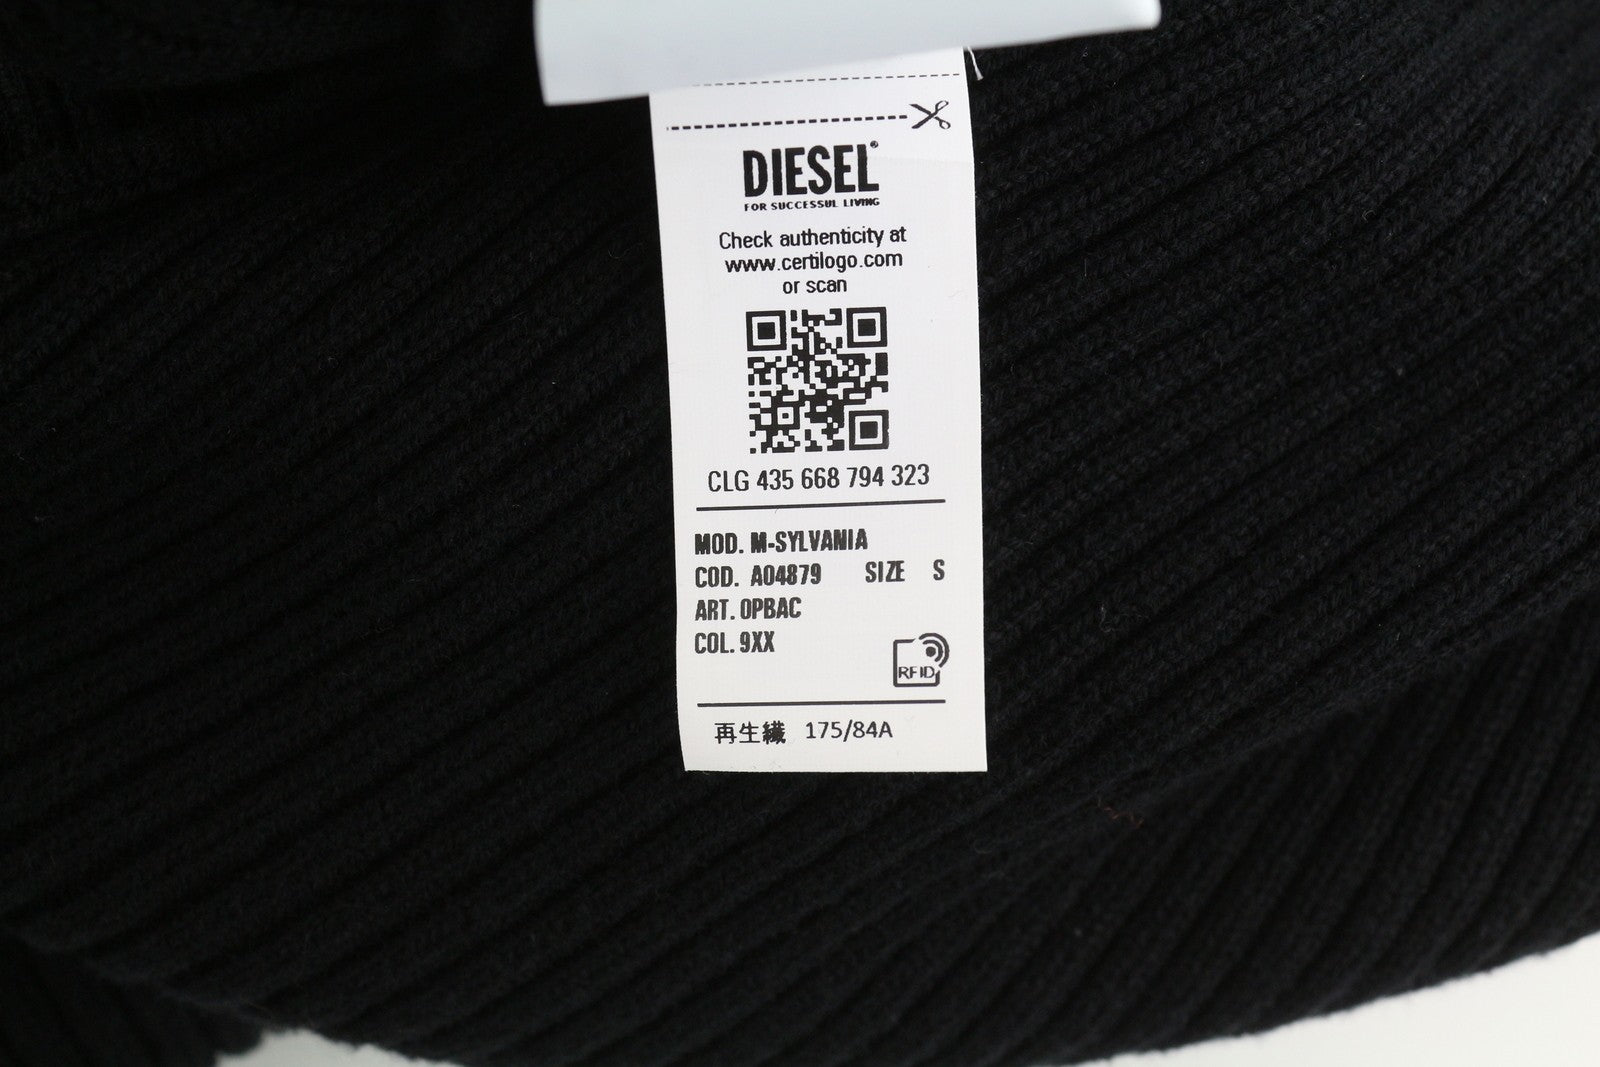 DIESEL
FOR SUCCESSUL LIVING
Check authenticity at
www.certilogo.com
or scan
CLG 435 668 794 323
MOD. M-SYLVANIA
COD. A04879 SIZE S
ART. 0PBAC
COL. 9XX
RFID
再生繊 175/84A